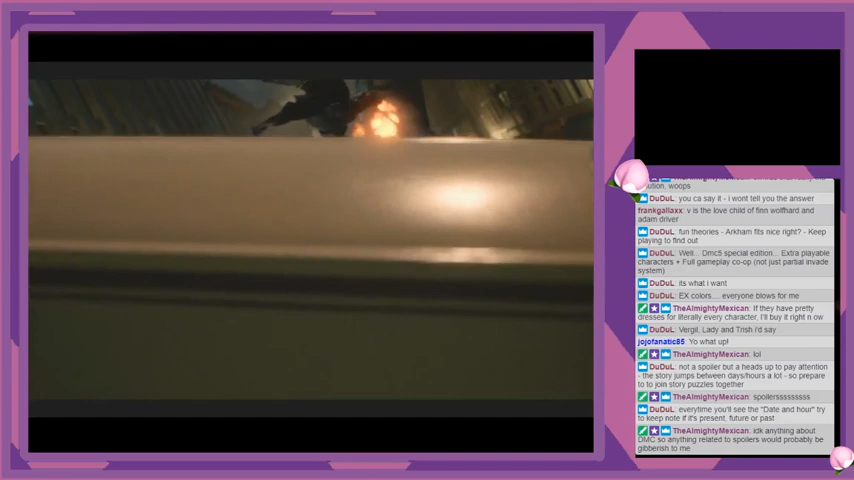 ution, woops
DuDuL: you ca say it - i wont tell you the answer
frankgallaxx: v is the love child of finn wolfhard and
adam driver
DuDuL: fun theories - Arkham fits nice right? - Keep
playing to find out
DuDuL: Well... Dmc5 special edition... Extra playable
characters + Full gameplay co-op (not just partial invade
system)
DuDuL: its what i want
DuDuL: EX colors.... everyone blows for me
TheAlmightyMexican: If they have pretty
dresses for literally every character, I'll buy it right n ow
DuDuL: Vergil, Lady and Trish i'd say
jojofanatic85: Yo what up!
TheAlmightyMexican: lol
DuDuL: not a spoiler but a heads up to pay attention
- the story jumps between days/hours a lot - so prepare
to to join story puzzles together
TheAlmightyMexican: spoilersssssssss
DuDuL: everytime you'll see the "Date and hour" try
to keep note if it's present, future or past
TheAlmightyMexican: idk anything about
DMC so anything related to spoilers would probably be
gibberish to me